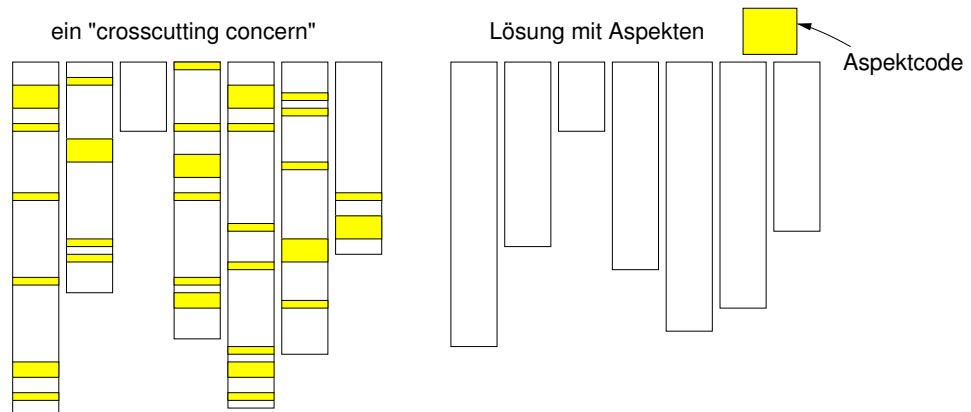 ein "crosscutting concern"
Lösung mit Aspekten
Aspektcode